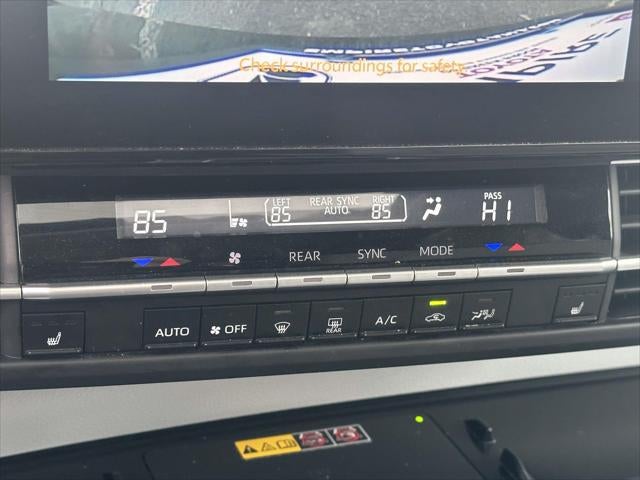 Check surroundings for safety.
85
LEFT
85
REAR SYNC
AUTO
RIGHT
85
PASS
HI
REAR
SYNC
MODE
AUTO
OFF
REAR
A/C